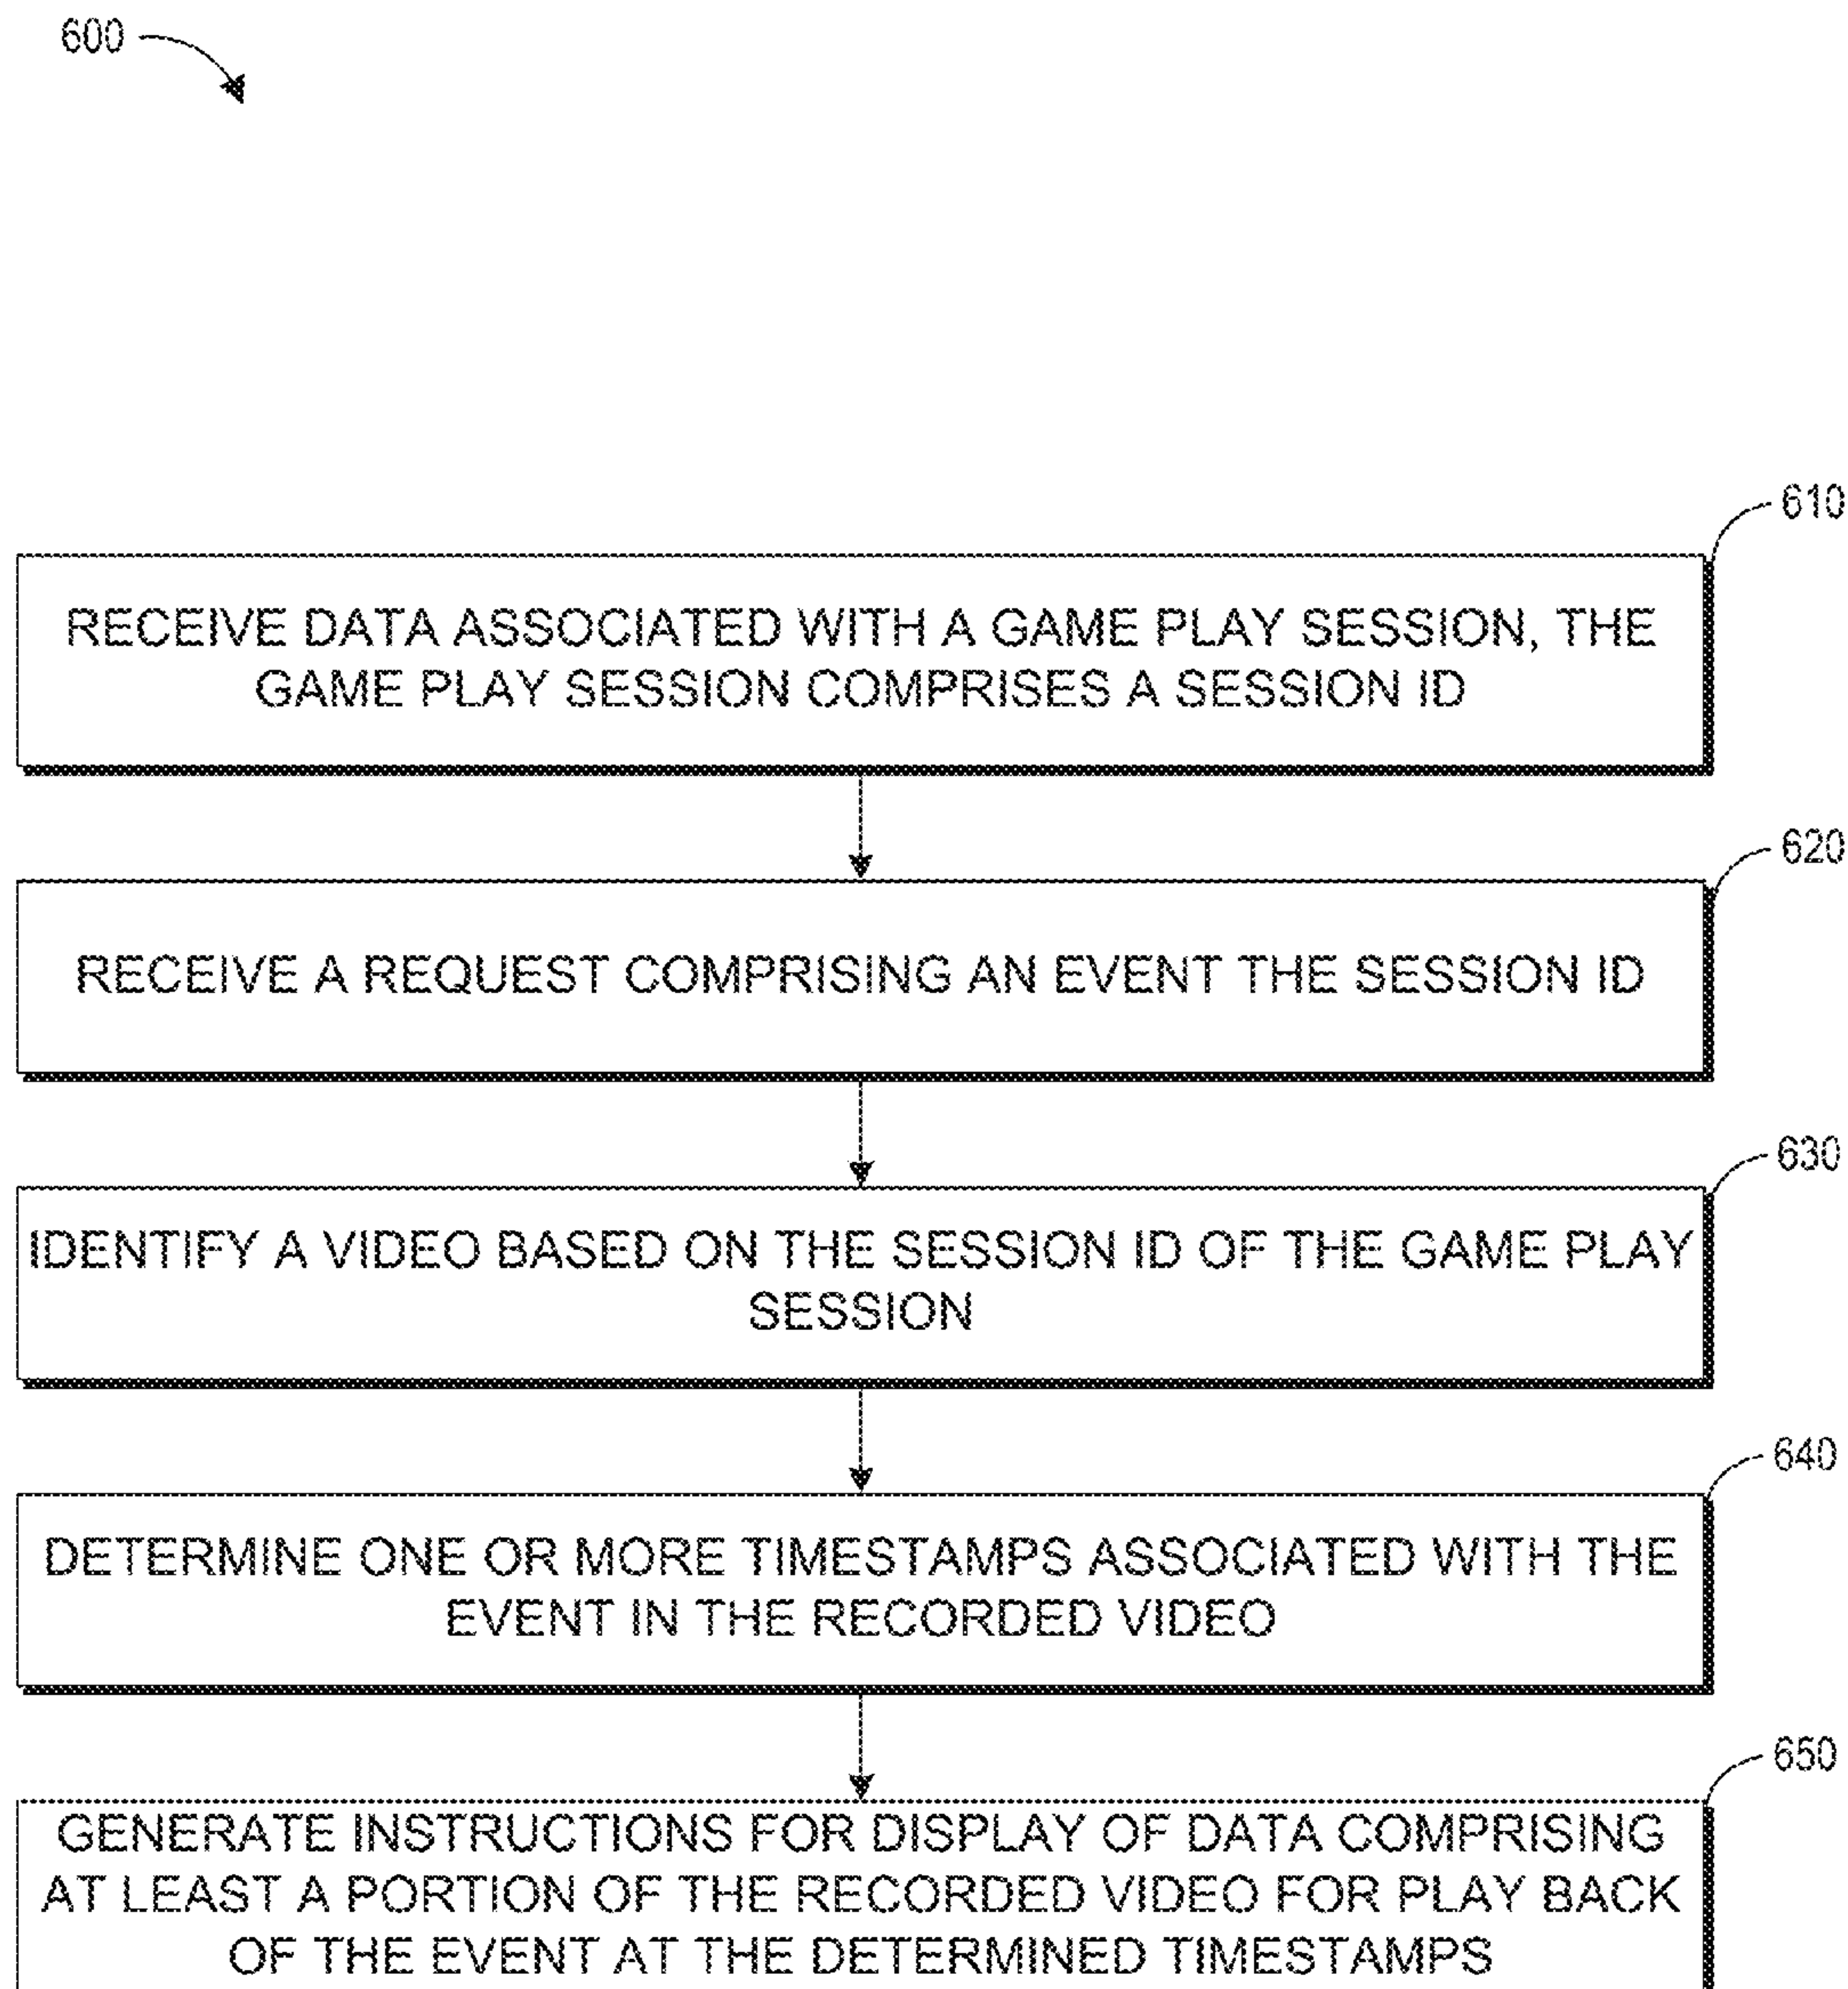 600
610
RECEIVE DATA ASSOCIATED WITH A GAME PLAY SESSION, THE
GAME PLAY SESSION COMPRISES A SESSION ID
620
RECEIVE A REQUEST COMPRISING AN EVENT THE SESSION ID
630
IDENTIFY A VIDEO BASED ON THE SESSION ID OF THE GAME PLAY
SESSION
640
DETERMINE ONE OR MORE TIMESTAMPS ASSOCIATED WITH THE
EVENT IN THE RECORDED VIDEO
650
GENERATE INSTRUCTIONS FOR DISPLAY OF DATA COMPRISING
AT LEAST A PORTION OF THE RECORDED VIDEO FOR PLAY BACK
OF THE EVENT AT THE DETERMINED TIMESTAMPS